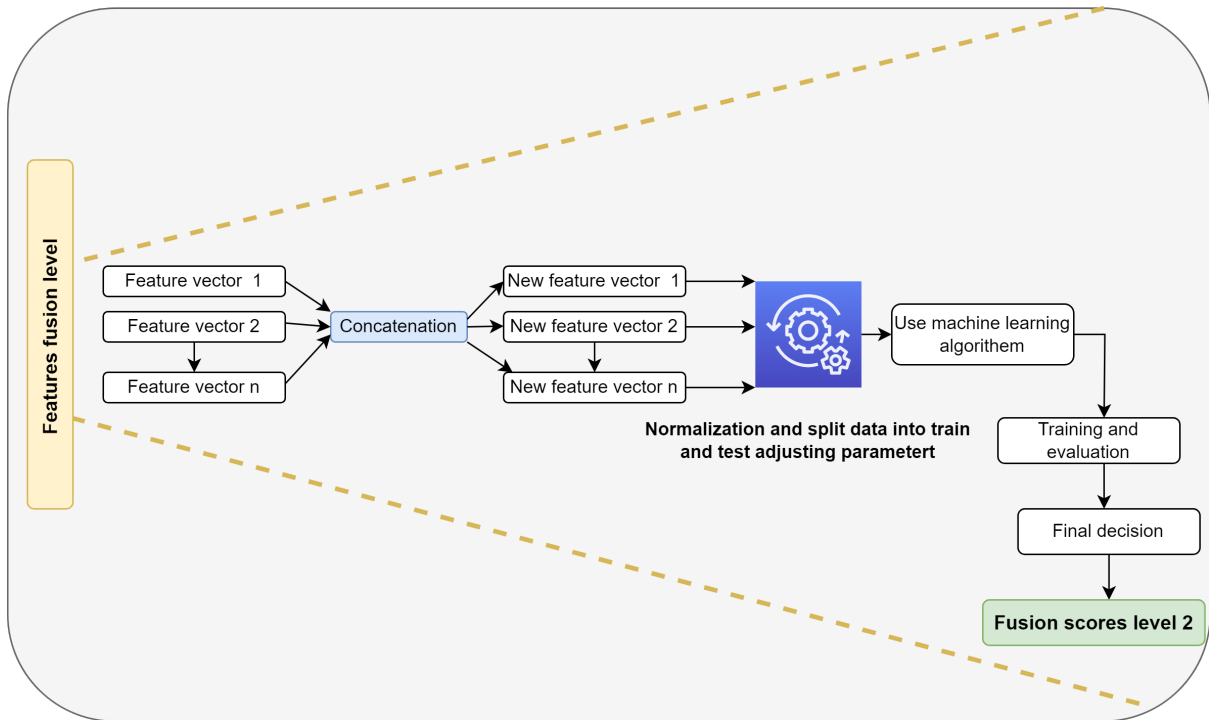 Features fusion level
Feature vector 1
Feature vector 2
Feature vector n
Concatenation
New feature vector 1
New feature vector 2
New feature vector n
Normalization and split data into train
and test adjusting parametert
Use machine learning
algorithem
Training and
evaluation
Final decision
Fusion scores level 2